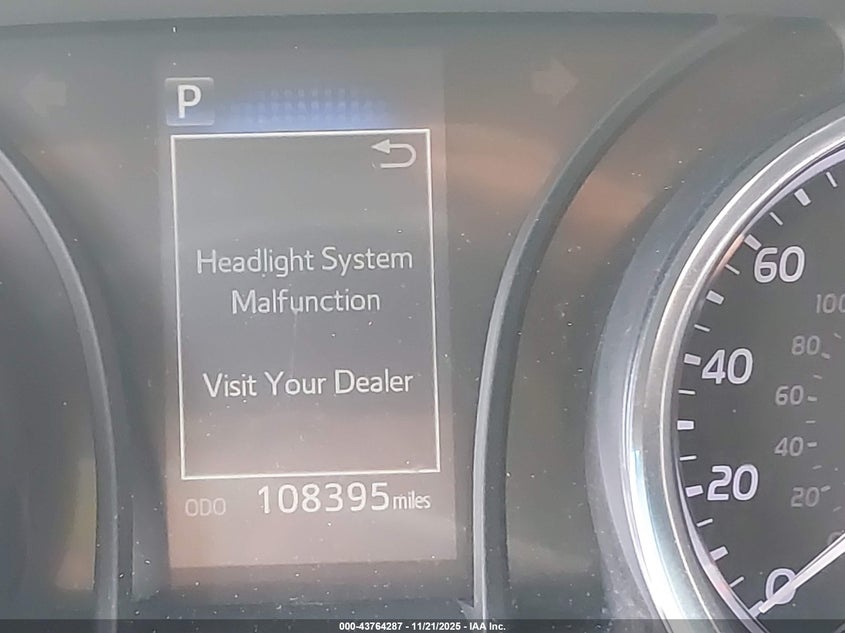 P
Headlight System
Malfunction
Visit Your Dealer
ODO 108395 miles
60
40
20
0
100
80
60
40
20
000-43764287 - 11/21/2025 - IAA Inc.